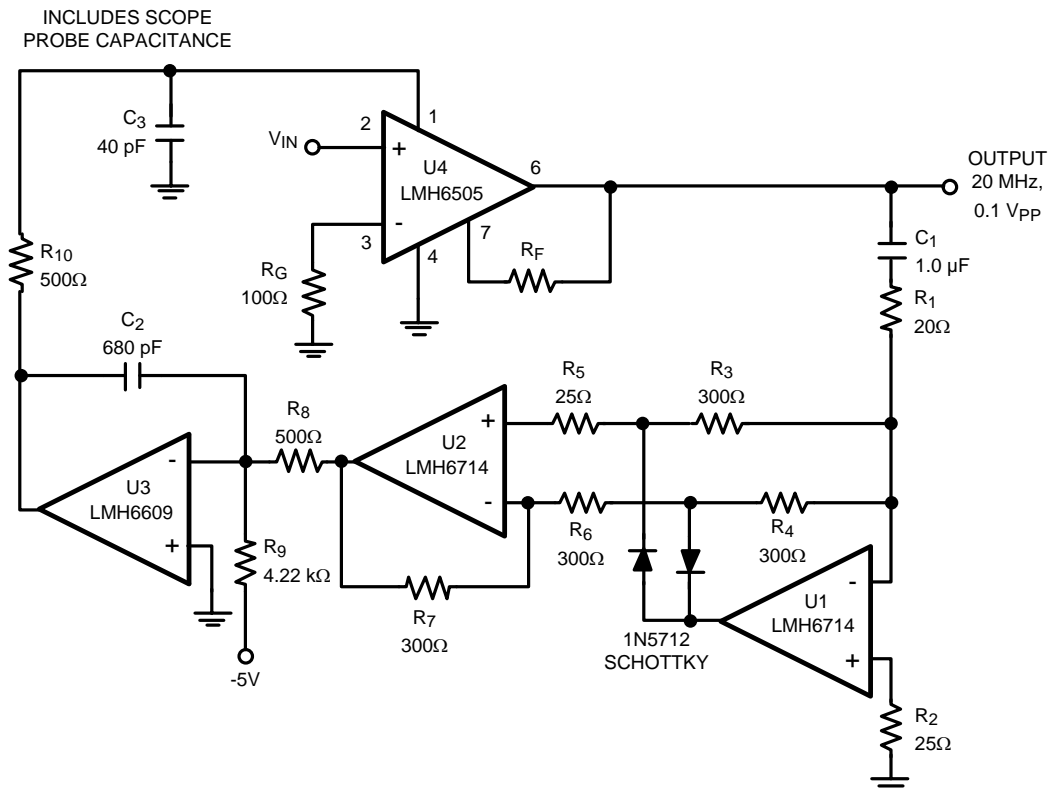 INCLUDES SCOPE
PROBE CAPACITANCE
C3
40 pF
VIN
2
1
+
U4
LMH6505
6
-
3
7
4
RF
RG
100Ω
OUTPUT
20 MHz,
0.1 VPP
C1
1.0 µF
R1
20Ω
R10
500Ω
C2
680 pF
R5
25Ω
R3
300Ω
R8
500Ω
+
U2
LMH6714
-
R6
300Ω
R4
300Ω
-
U3
LMH6609
+
R9
4.22 kΩ
-5V
R7
300Ω
1N5712
SCHOTTKY
-
U1
LMH6714
+
R2
25Ω